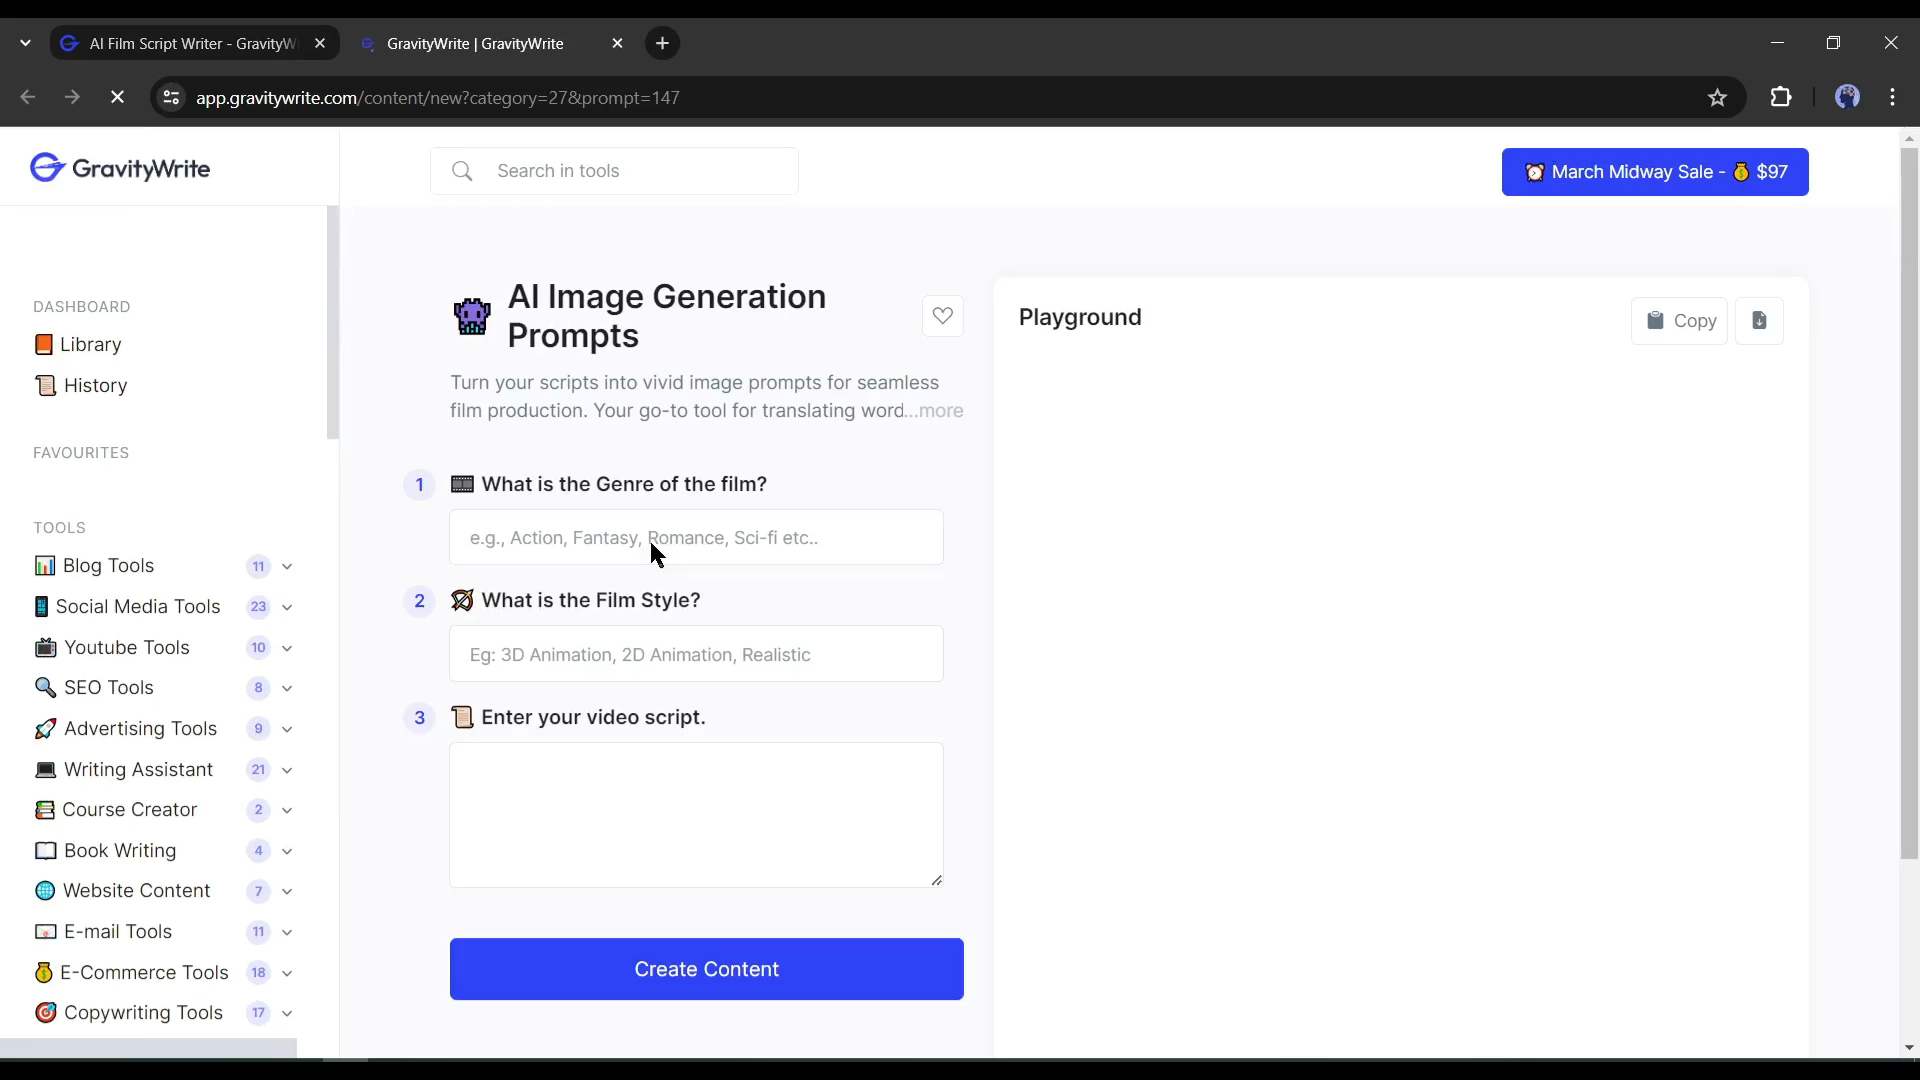 AI Film Script Writer - GravityW
GravityWrite | GravityWrite
app.gravitywrite.com/content/new?category=27&prompt=147
GravityWrite
Search in tools
March Midway Sale - $97
DASHBOARD
Library
History
FAVOURITES
TOOLS
Blog Tools 11
Social Media Tools 23
Youtube Tools 10
SEO Tools 8
Advertising Tools 9
Writing Assistant 21
Course Creator 2
Book Writing 4
Website Content 7
E-mail Tools 11
E-Commerce Tools 18
Copywriting Tools 17
AI Image Generation
Prompts
Turn your scripts into vivid image prompts for seamless
film production. Your go-to tool for translating word...more
1 What is the Genre of the film?
e.g., Action, Fantasy, Romance, Sci-fi etc..
2 What is the Film Style?
Eg: 3D Animation, 2D Animation, Realistic
3 Enter your video script.
Create Content
Playground
Copy